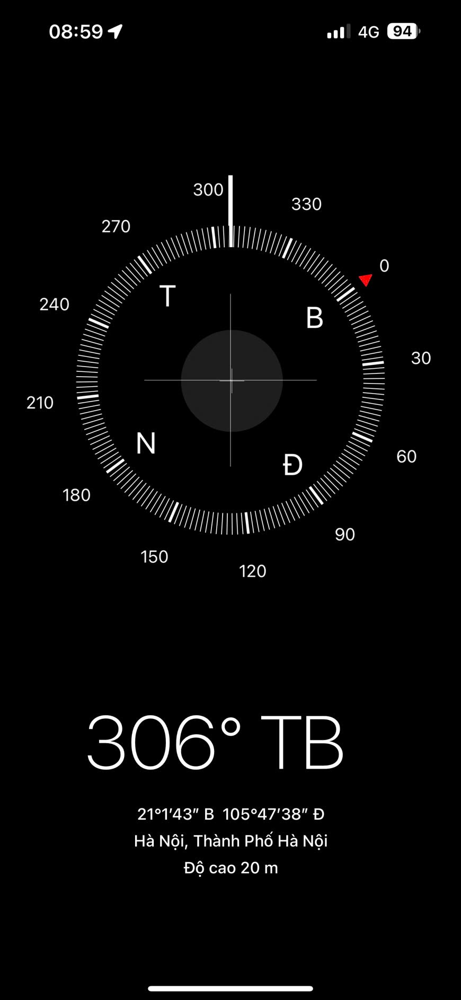 08:59 4G 94
300
330
270
0
T
240
B
30
210
N
60
Đ
180
90
150
120
306° TB
21°1′43″ B 105°47′38″ Đ
Hà Nội, Thành Phố Hà Nội
Độ cao 20 m